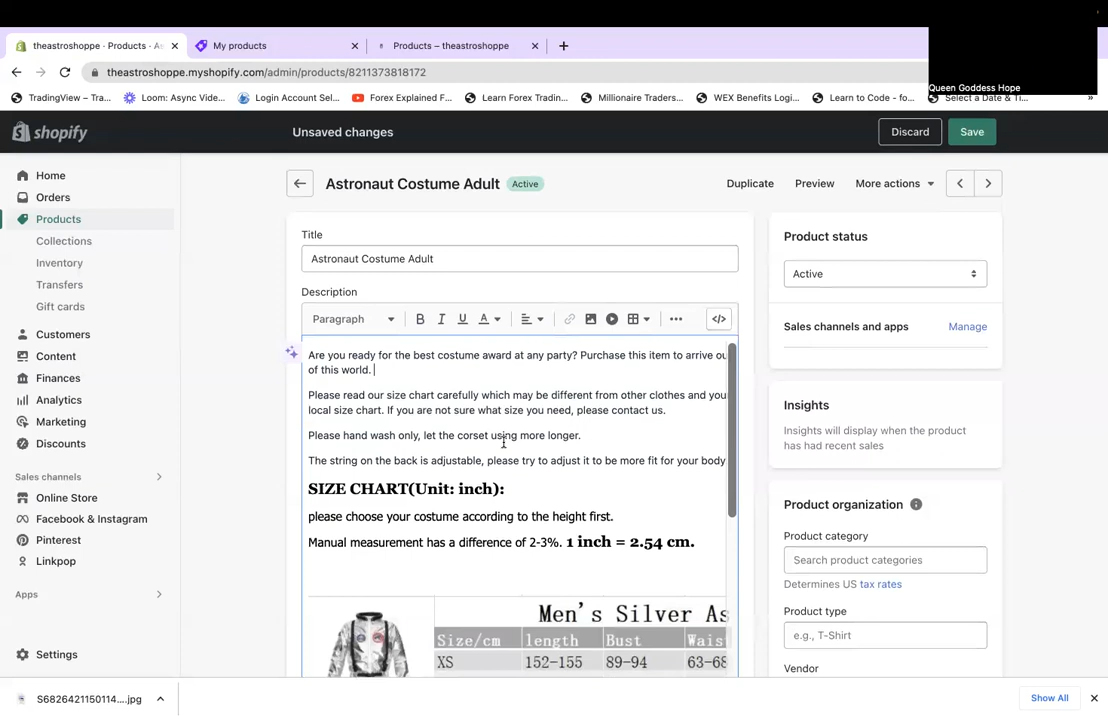 theastroshoppe · Products · As
My products
Products – theastroshoppe
theastroshoppe.myshopify.com/admin/products/8211373818172
Queen Goddess Hope
TradingView – Tra...
Loom: Async Vide...
Login Account Sel...
Forex Explained F...
Learn Forex Tradin...
Millionaire Traders...
WEX Benefits Logi...
Learn to Code - fo...
Select a Date & Ti...
»
shopify
Unsaved changes
Discard
Save
Home
Orders
Products
Collections
Inventory
Transfers
Gift cards
Customers
Content
Finances
Analytics
Marketing
Discounts
Sales channels
Online Store
Facebook & Instagram
Pinterest
Linkpop
Apps
Settings
Astronaut Costume Adult
Active
Duplicate
Preview
More actions
Title
Astronaut Costume Adult
Description
Paragraph
B
I
U
A
</>
Are you ready for the best costume award at any party? Purchase this item to arrive ou
of this world.
Please read our size chart carefully which may be different from other clothes and you
local size chart. If you are not sure what size you need, please contact us.
Please hand wash only, let the corset using more longer.
The string on the back is adjustable, please try to adjust it to be more fit for your body
SIZE CHART(Unit: inch):
please choose your costume according to the height first.
Manual measurement has a difference of 2-3%. 1 inch = 2.54 cm.
Men's Silver As
Size/cm length Bust Wais
XS 152-155 89-94 63-68
Product status
Active
Sales channels and apps
Manage
Insights
Insights will display when the product
has had recent sales
Product organization
Product category
Search product categories
Determines US tax rates
Product type
e.g., T-Shirt
Vendor
S6826421150114....jpg
Show All